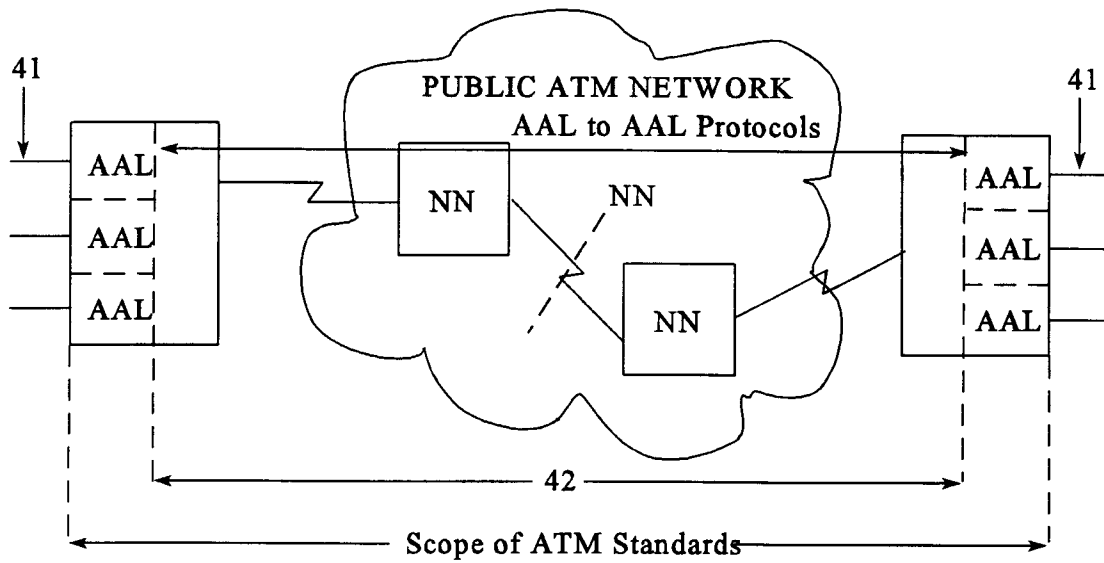 41
41
PUBLIC ATM NETWORK
AAL to AAL Protocols
AAL
AAL
AAL
NN
NN
NN
AAL
AAL
AAL
42
Scope of ATM Standards